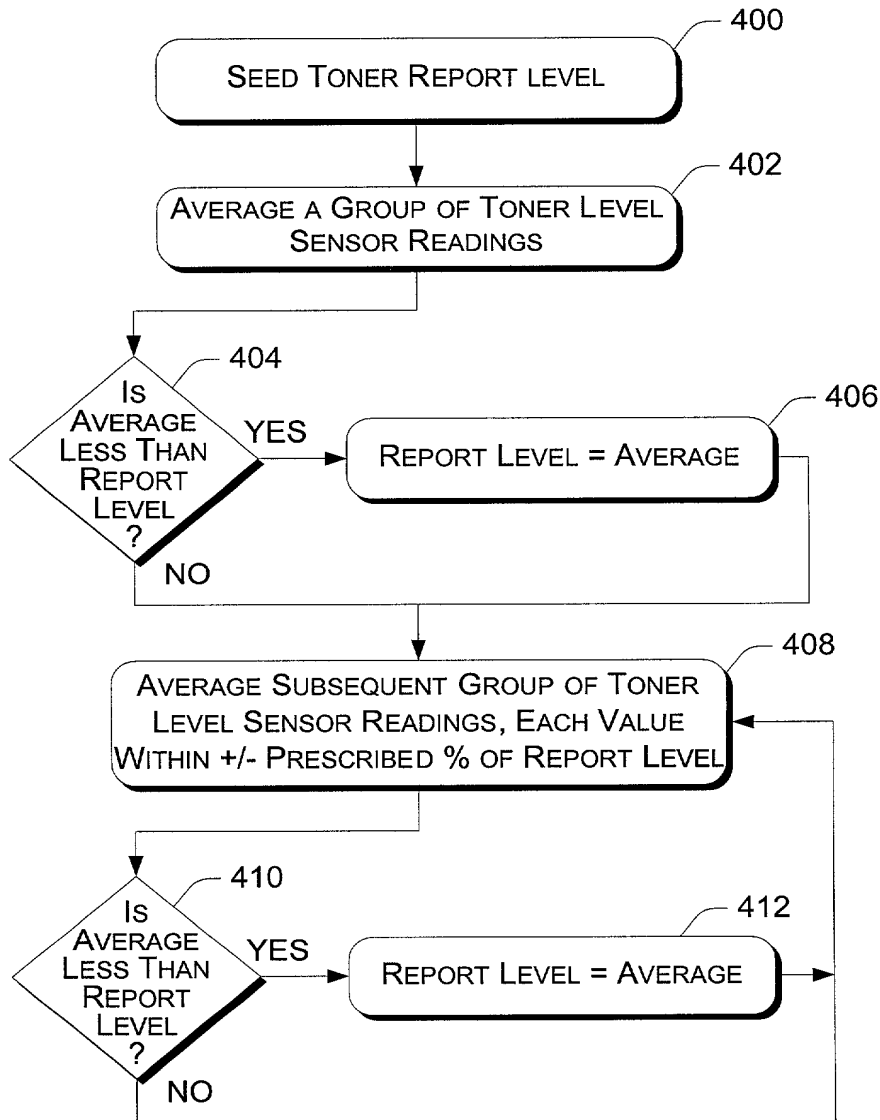 400
SEED TONER REPORT LEVEL
402
AVERAGE A GROUP OF TONER LEVEL
SENSOR READINGS
404
IS
AVERAGE
LESS THAN
REPORT
LEVEL
?
YES
406
REPORT LEVEL = AVERAGE
NO
408
AVERAGE SUBSEQUENT GROUP OF TONER
LEVEL SENSOR READINGS, EACH VALUE
WITHIN +/- PRESCRIBED % OF REPORT LEVEL
410
IS
AVERAGE
LESS THAN
REPORT
LEVEL
?
YES
412
REPORT LEVEL = AVERAGE
NO